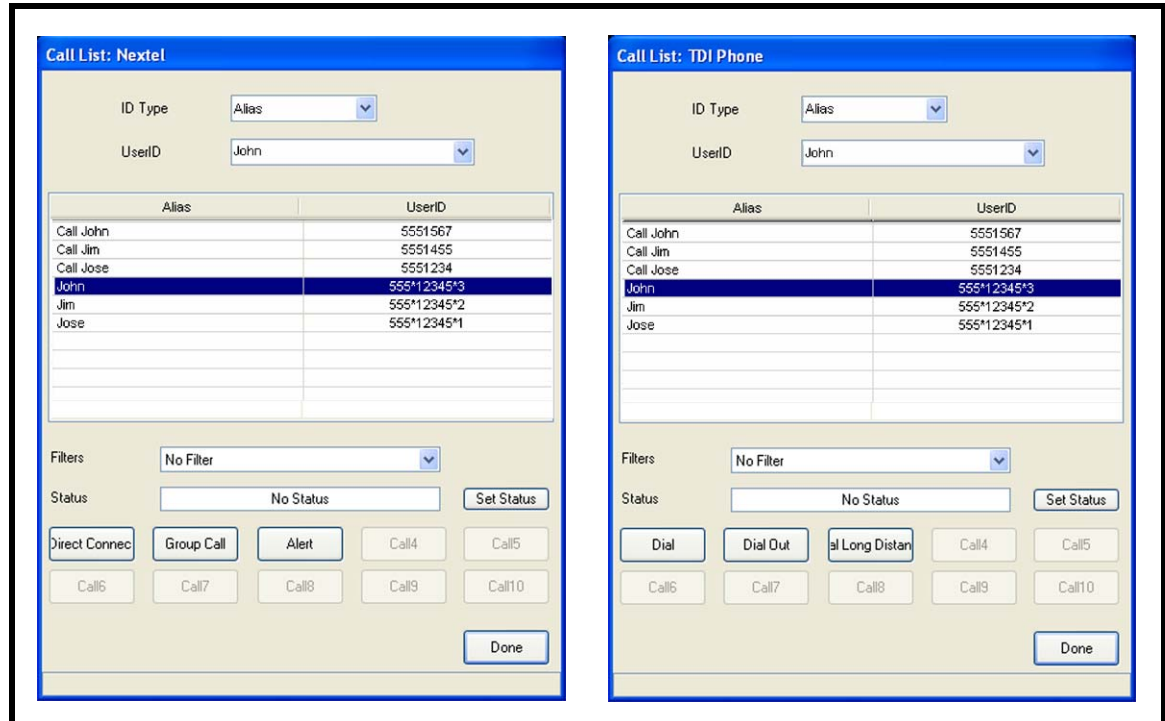 Call List: Nextel
ID Type Alias
UserID John
Alias UserID
Call John 5551567
Call Jim 5551455
Call Jose 5551234
John 555*12345*3
Jim 555*12345*2
Jose 555*12345*1
Filters No Filter
Status No Status Set Status
Direct Connec Group Call Alert Call4 Call5
Call6 Call7 Call8 Call9 Call10
Done
Call List: TDI Phone
ID Type Alias
UserID John
Alias UserID
Call John 5551567
Call Jim 5551455
Call Jose 5551234
John 555*12345*3
Jim 555*12345*2
Jose 555*12345*1
Filters No Filter
Status No Status Set Status
Dial Dial Out al Long Distan Call4 Call5
Call6 Call7 Call8 Call9 Call10
Done